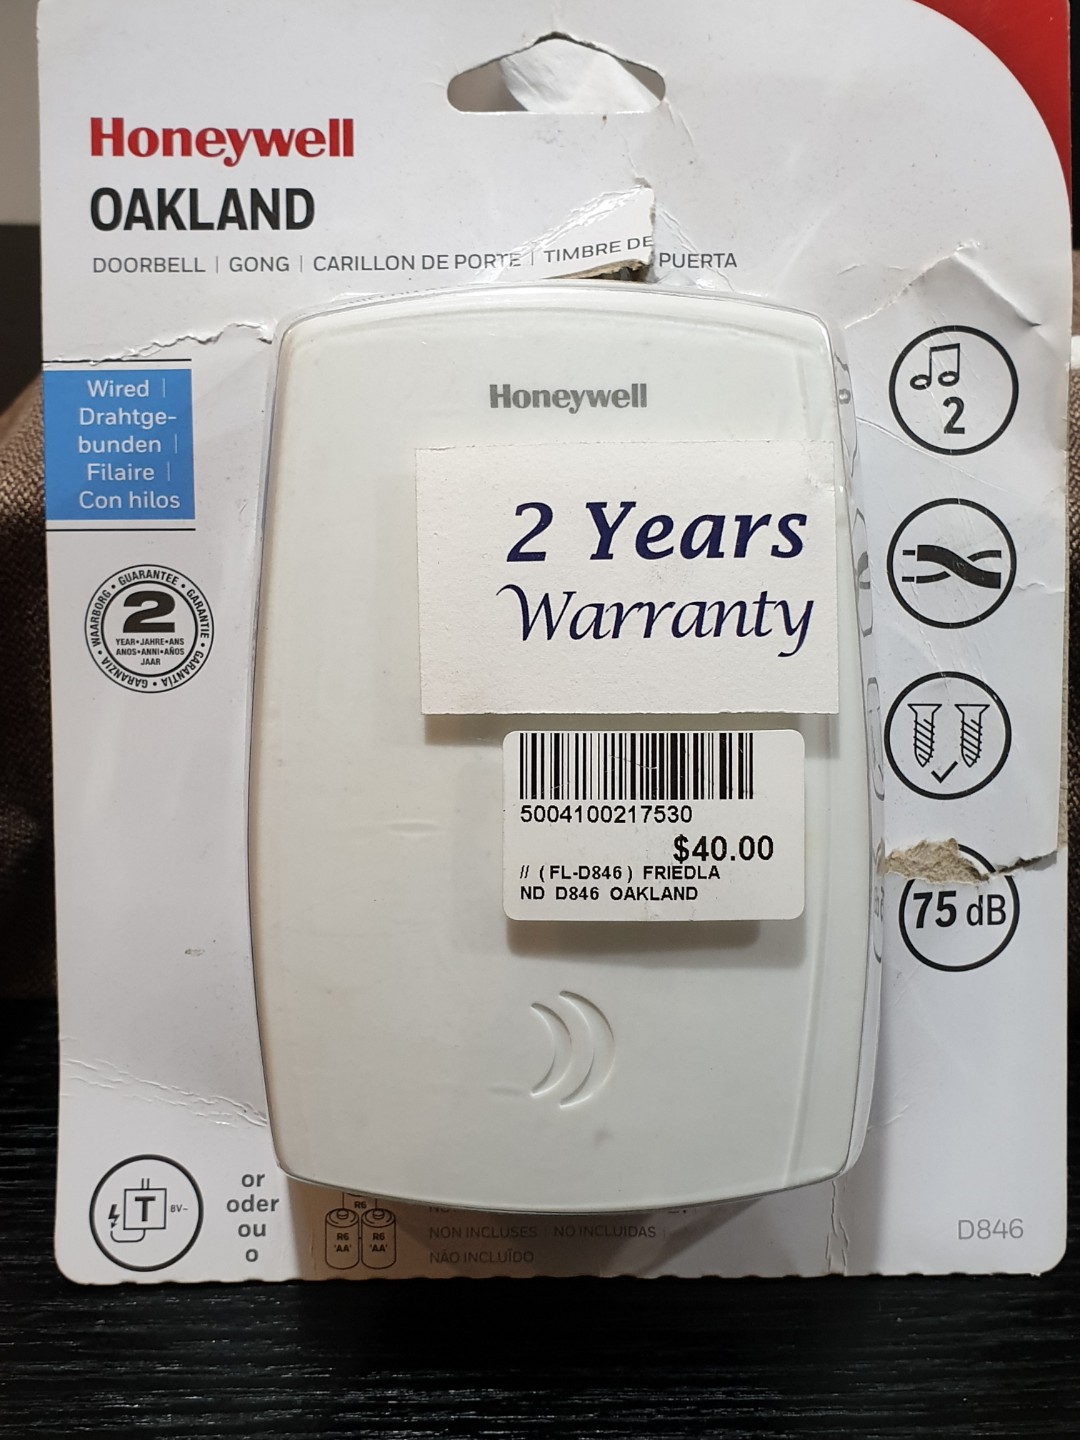 Honeywell
OAKLAND
DOORBELL | GONG | CARILLON DE PORTE | TIMBRE DE PUERTA
Wired |
Drahtge-
bunden |
Filaire |
Con hilos
WAARBORG • GUARANTEE • GARANTIE • GARANTÍA • GARANZIA
2
YEAR•JAHRE•ANS
ANOS•ANNI•AÑOS
JAAR
Honeywell
2 Years
Warranty
5004100217530
$40.00
// (FL-D846) FRIEDLA
ND D846 OAKLAND
2
75 dB
T
8V~
or
oder
ou
o
R6
R6
'AA'
R6
'AA'
NON INCLUSES NO INCLUIDAS
NÃO INCLUÍDO
D846